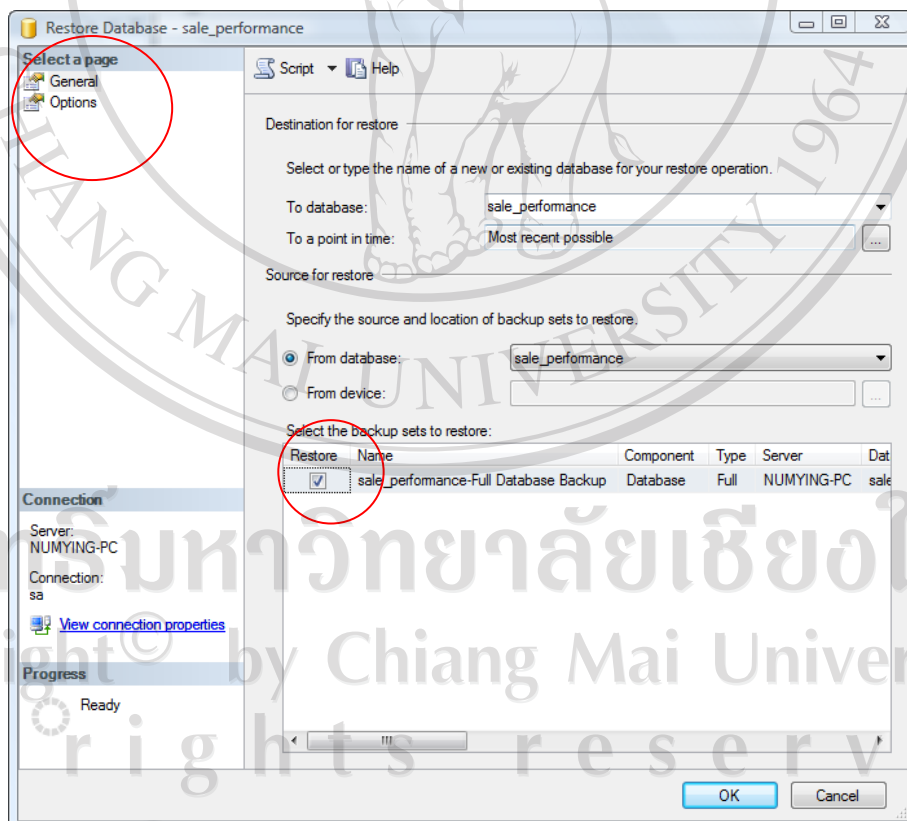 Restore Database - sale_performance
Select a page
General
Options
Script Help
Destination for restore
Select or type the name of a new or existing database for your restore operation.
To database: sale_performance
To a point in time: Most recent possible ...
Source for restore
Specify the source and location of backup sets to restore.
From database: sale_performance
From device: ...
Select the backup sets to restore:
Restore Name Component Type Server Dat
sale_performance-Full Database Backup Database Full NUMYING-PC sale
Connection
Server:
NUMYING-PC
Connection:
sa
View connection properties
Progress
Ready
OK Cancel
CHIANG MAI UNIVERSITY 1964
ธิ์มหาวิทยาลัยเชียงใ
ight© by Chiang Mai Univer
rights reserv